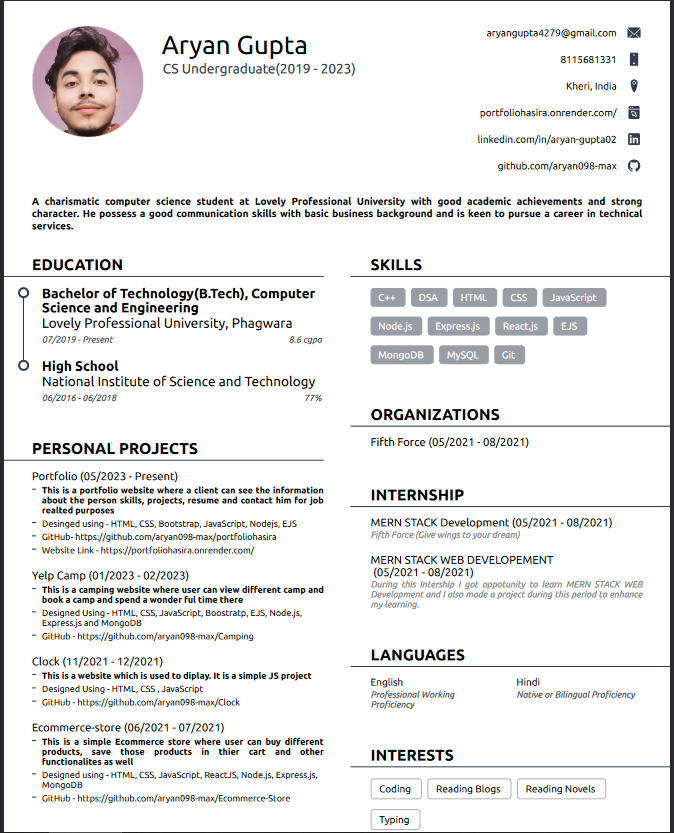 Aryan Gupta
CS Undergraduate(2019 - 2023)
aryangupta4279@gmail.com
8115681331
Kheri, India
portfoliohasira.onrender.com/
linkedin.com/in/aryan-gupta02
github.com/aryan098-max
A charismatic computer science student at Lovely Professional University with good academic achievements and strong
character. He possess a good communication skills with basic business background and is keen to pursue a career in technical
services.
EDUCATION
Bachelor of Technology(B.Tech), Computer
Science and Engineering
Lovely Professional University, Phagwara
07/2019 - Present 8.6 cgpa
High School
National Institute of Science and Technology
06/2016 - 06/2018 77%
PERSONAL PROJECTS
Portfolio (05/2023 - Present)
– This is a portfolio website where a client can see the information
about the person skills, projects, resume and contact him for job
realted purposes
– Desinged using - HTML, CSS, Bootstap, JavaScript, Nodejs, EJS
– GitHub- https://github.com/aryan098-max/portfoliohasira
– Website Link - https://portfoliohasira.onrender.com/
Yelp Camp (01/2023 - 02/2023)
– This is a camping website where user can view different camp and
book a camp and spend a wonder ful time there
– Designed Using - HTML, CSS, JavaScript, Boostratp, EJS, Node.js,
Express.js and MongoDB
– GitHub - https://github.com/aryan098-max/Camping
Clock (11/2021 - 12/2021)
– This is a website which is used to diplay. It is a simple JS project
– Designed Using - HTML, CSS , JavaScript
– GitHub - https://github.com/aryan098-max/Clock
Ecommerce-store (06/2021 - 07/2021)
– This is a simple Ecommerce store where user can buy different
products, save those products in thier cart and other
functionalites as well
– Designed using - HTML, CSS, JavaScript, ReactJS, Node.js, Express.js,
MongoDB
– GitHub - https://github.com/aryan098-max/Ecommerce-Store
SKILLS
C++ DSA HTML CSS JavaScript
Node.js Express.js React.js EJS
MongoDB MySQL Git
ORGANIZATIONS
Fifth Force (05/2021 - 08/2021)
INTERNSHIP
MERN STACK Development (05/2021 - 08/2021)
Fifth Force (Give wings to your dream)
MERN STACK WEB DEVELOPEMENT
(05/2021 - 08/2021)
During this Intership I got oppotunity to learn MERN STACK WEB
Development and I also made a project during this period to enhance
my learning.
LANGUAGES
English
Professional Working
Proficiency
Hindi
Native or Bilingual Proficiency
INTERESTS
Coding Reading Blogs Reading Novels
Typing